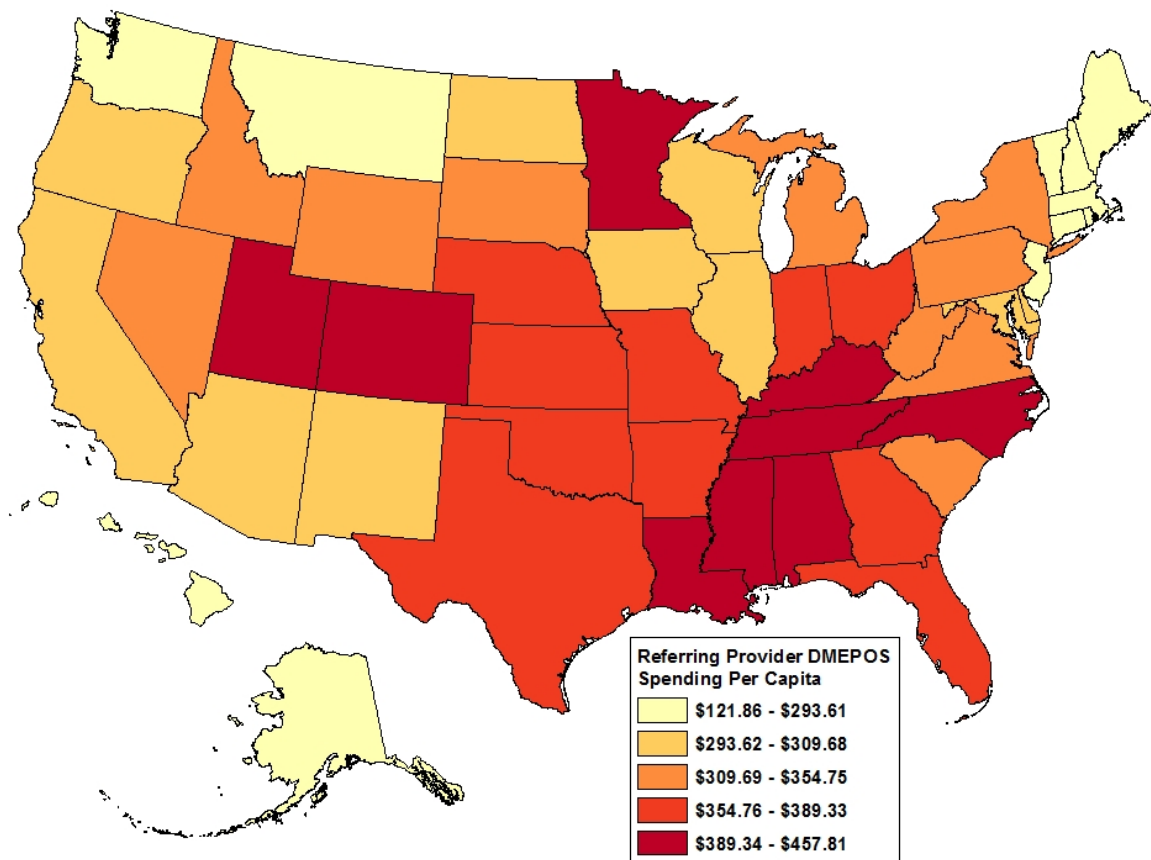 Referring Provider DMEPOS
Spending Per Capita
$121.86 - $293.61
$293.62 - $309.68
$309.69 - $354.75
$354.76 - $389.33
$389.34 - $457.81